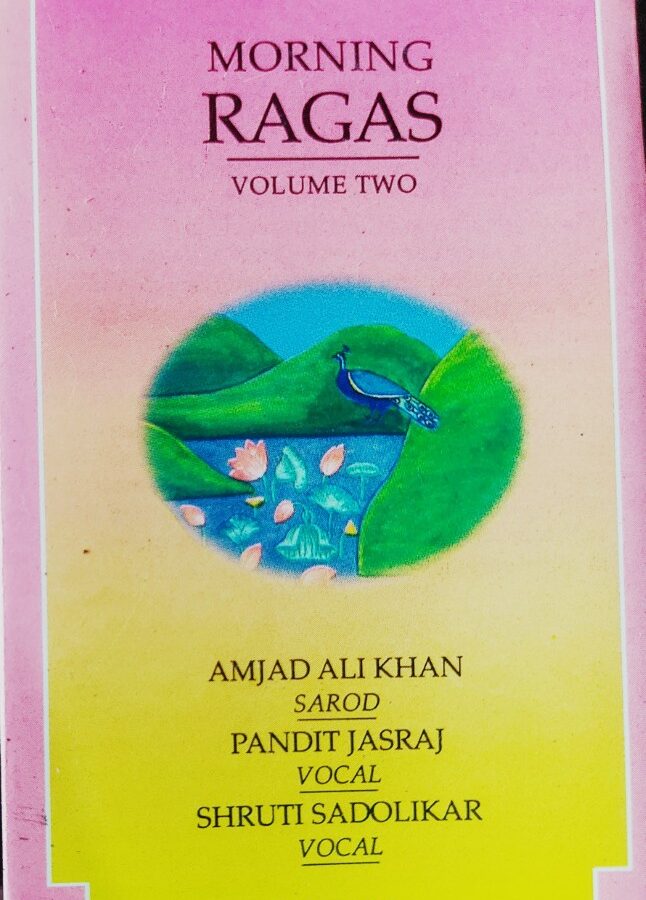 MORNING
RAGAS
VOLUME TWO
AMJAD ALI KHAN
SAROD
PANDIT JASRAJ
VOCAL
SHRUTI SADOLIKAR
VOCAL